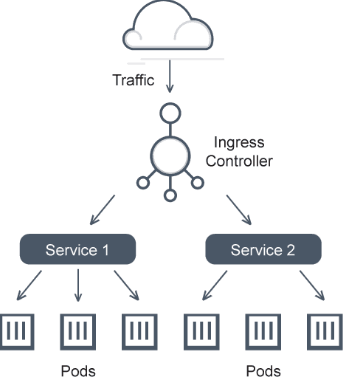 Traffic
Ingress
Controller
Service 1
Service 2
Pods
Pods